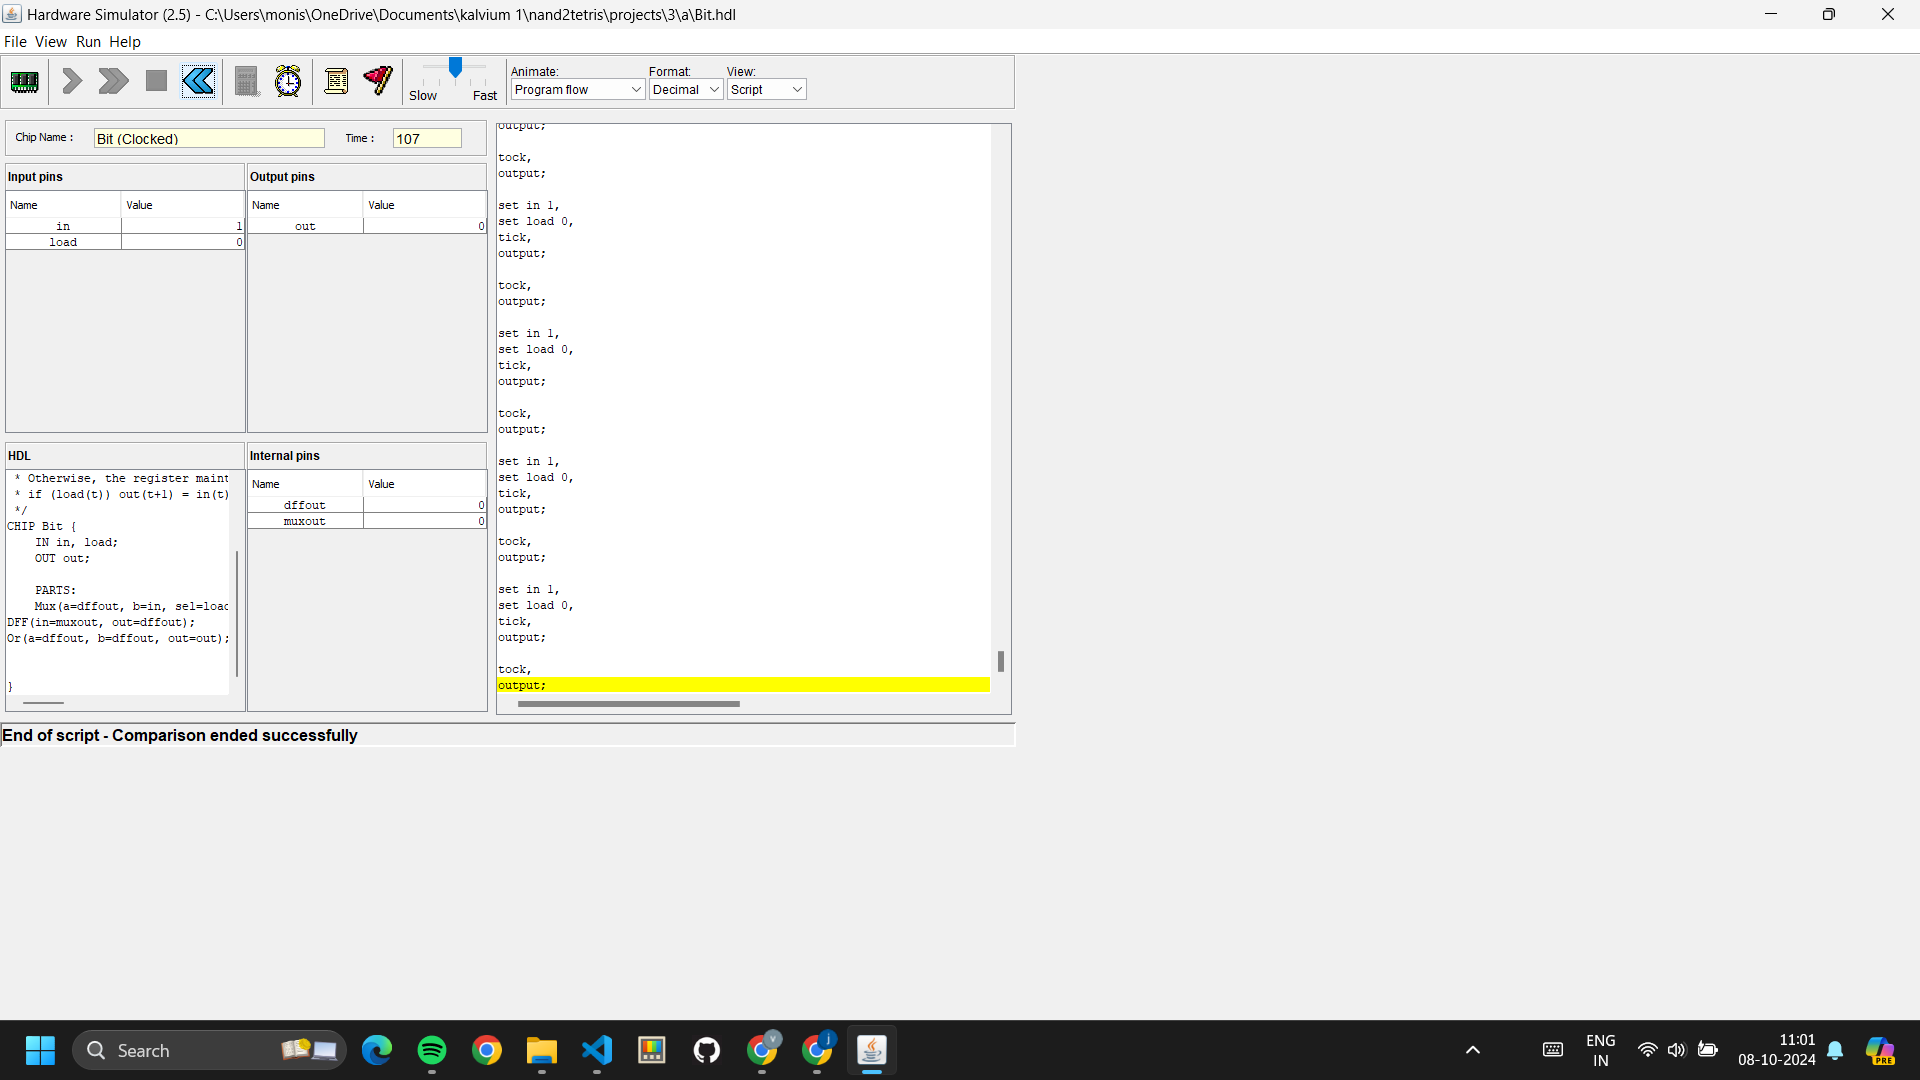 Hardware Simulator (2.5) - C:\Users\monis\OneDrive\Documents\kalvium 1\nand2tetris\projects\3\a\Bit.hdl
File View Run Help
Slow Fast
Animate:
Program flow
Format:
Decimal
View:
Script
Chip Name :
Bit (Clocked)
Time :
107
Input pins
Name Value
in 1
load 0
Output pins
Name Value
out 0
HDL
* Otherwise, the register maint
* if (load(t)) out(t+1) = in(t)
*/
CHIP Bit {
IN in, load;
OUT out;
PARTS:
Mux(a=dffout, b=in, sel=load
DFF(in=muxout, out=dffout);
Or(a=dffout, b=dffout, out=out);
}
Internal pins
Name Value
dffout 0
muxout 0
output;
tock,
output;
set in 1,
set load 0,
tick,
output;
tock,
output;
set in 1,
set load 0,
tick,
output;
tock,
output;
set in 1,
set load 0,
tick,
output;
tock,
output;
set in 1,
set load 0,
tick,
output;
tock,
output;
End of script - Comparison ended successfully
Search
v
j
ENG
IN
11:01
08-10-2024
PRE